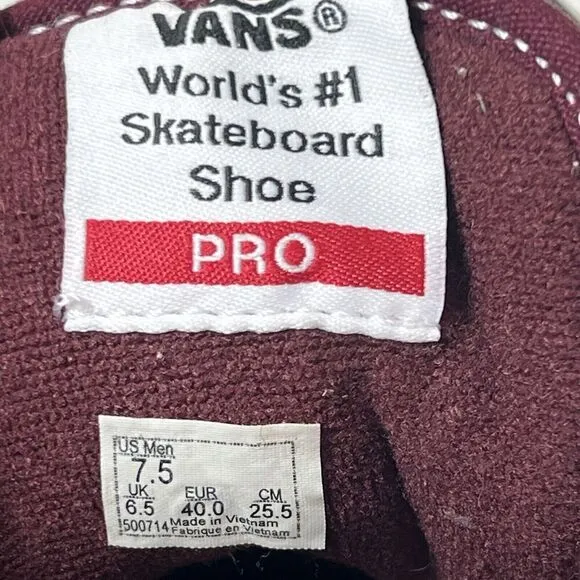 VANS®
World's #1
Skateboard
Shoe
PRO
US Men
7.5
UK EUR CM
6.5 40.0 25.5
500714 Made in Vietnam
Fabrique en Vietnam